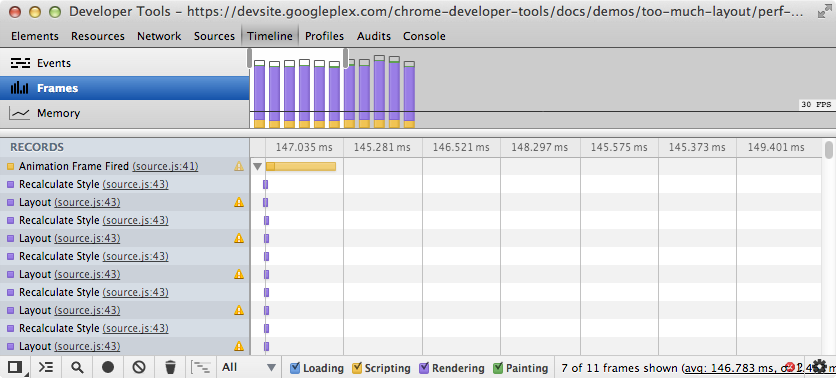 Developer Tools - https://devsite.googleplex.com/chrome-developer-tools/docs/demos/too-much-layout/perf-...
Elements Resources Network Sources Timeline Profiles Audits Console
Events
Frames
Memory
30 FPS
RECORDS 147.035 ms 145.281 ms 146.521 ms 148.297 ms 145.575 ms 145.373 ms 149.401 ms
Animation Frame Fired (source.js:41)
Recalculate Style (source.js:43)
Layout (source.js:43)
Recalculate Style (source.js:43)
Layout (source.js:43)
Recalculate Style (source.js:43)
Layout (source.js:43)
Recalculate Style (source.js:43)
Layout (source.js:43)
Recalculate Style (source.js:43)
Layout (source.js:43)
All Loading Scripting Rendering Painting 7 of 11 frames shown (avg: 146.783 ms,